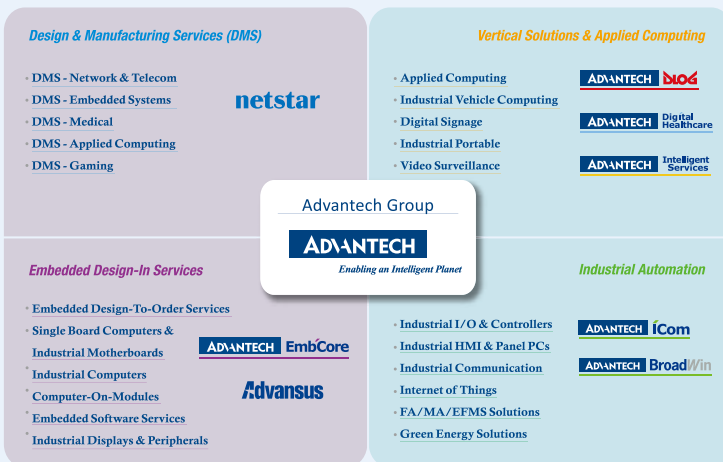 Design & Manufacturing Services (DMS)
DMS - Network & Telecom
DMS - Embedded Systems
DMS - Medical
DMS - Applied Computing
DMS - Gaming
netstar
Vertical Solutions & Applied Computing
Applied Computing
Industrial Vehicle Computing
Digital Signage
Industrial Portable
Video Surveillance
ADVANTECH DLOG
ADVANTECH Digital Healthcare
ADVANTECH Intelligent Services
Advantech Group
ADVANTECH
Enabling an Intelligent Planet
Embedded Design-In Services
Embedded Design-To-Order Services
Single Board Computers &
Industrial Motherboards
Industrial Computers
Computer-On-Modules
Embedded Software Services
Industrial Displays & Peripherals
ADVANTECH EmbCore
Advansus
Industrial Automation
Industrial I/O & Controllers
Industrial HMI & Panel PCs
Industrial Communication
Internet of Things
FA/MA/EFMS Solutions
Green Energy Solutions
ADVANTECH iCom
ADVANTECH BroadWin